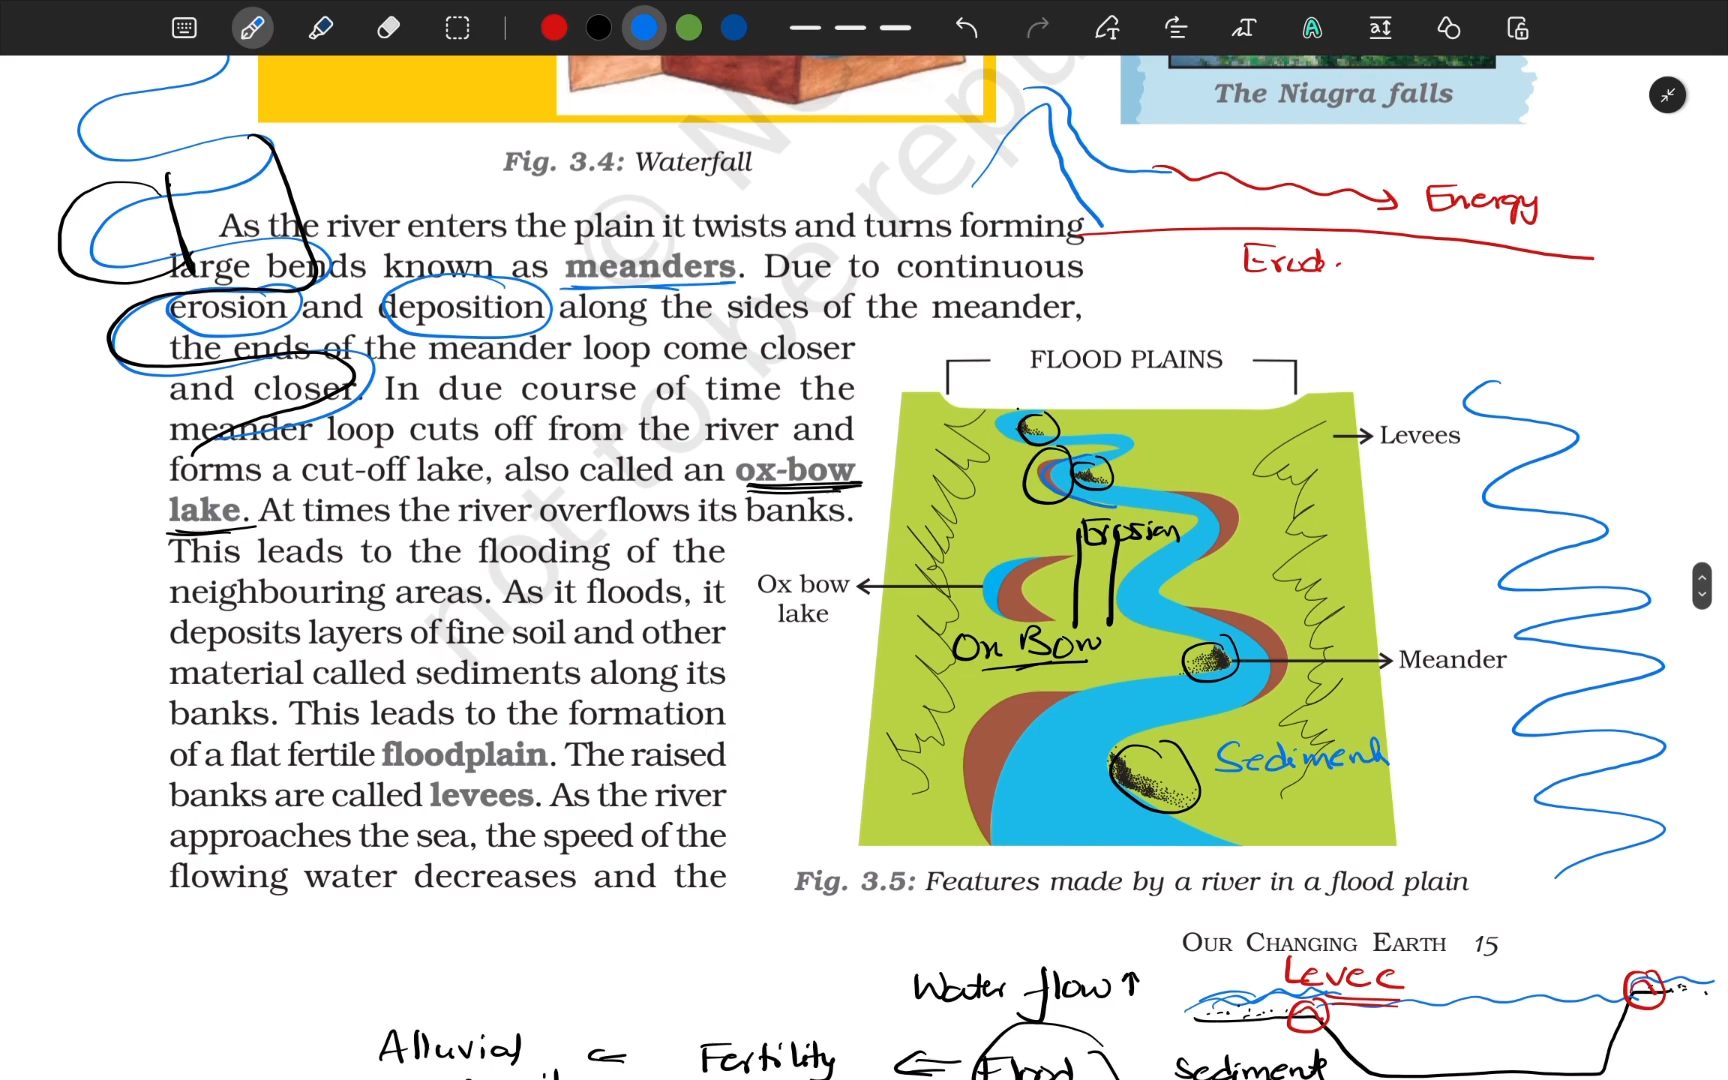 The Niagra falls
Fig. 3.4: Waterfall
Energy
Erod.
As the river enters the plain it twists and turns forming
large bends known as meanders. Due to continuous
erosion and deposition along the sides of the meander,
the ends of the meander loop come closer
and closer. In due course of time the
meander loop cuts off from the river and
forms a cut-off lake, also called an ox-bow
lake. At times the river overflows its banks.
This leads to the flooding of the
neighbouring areas. As it floods, it
deposits layers of fine soil and other
material called sediments along its
banks. This leads to the formation
of a flat fertile floodplain. The raised
banks are called levees. As the river
approaches the sea, the speed of the
flowing water decreases and the
FLOOD PLAINS
Levees
Erosion
Ox bow
lake
Ox Bow
Meander
Sediment
Fig. 3.5: Features made by a river in a flood plain
OUR CHANGING EARTH 15
Levee
Water flow ↑
Alluvial
Fertility
Flood
Sediment